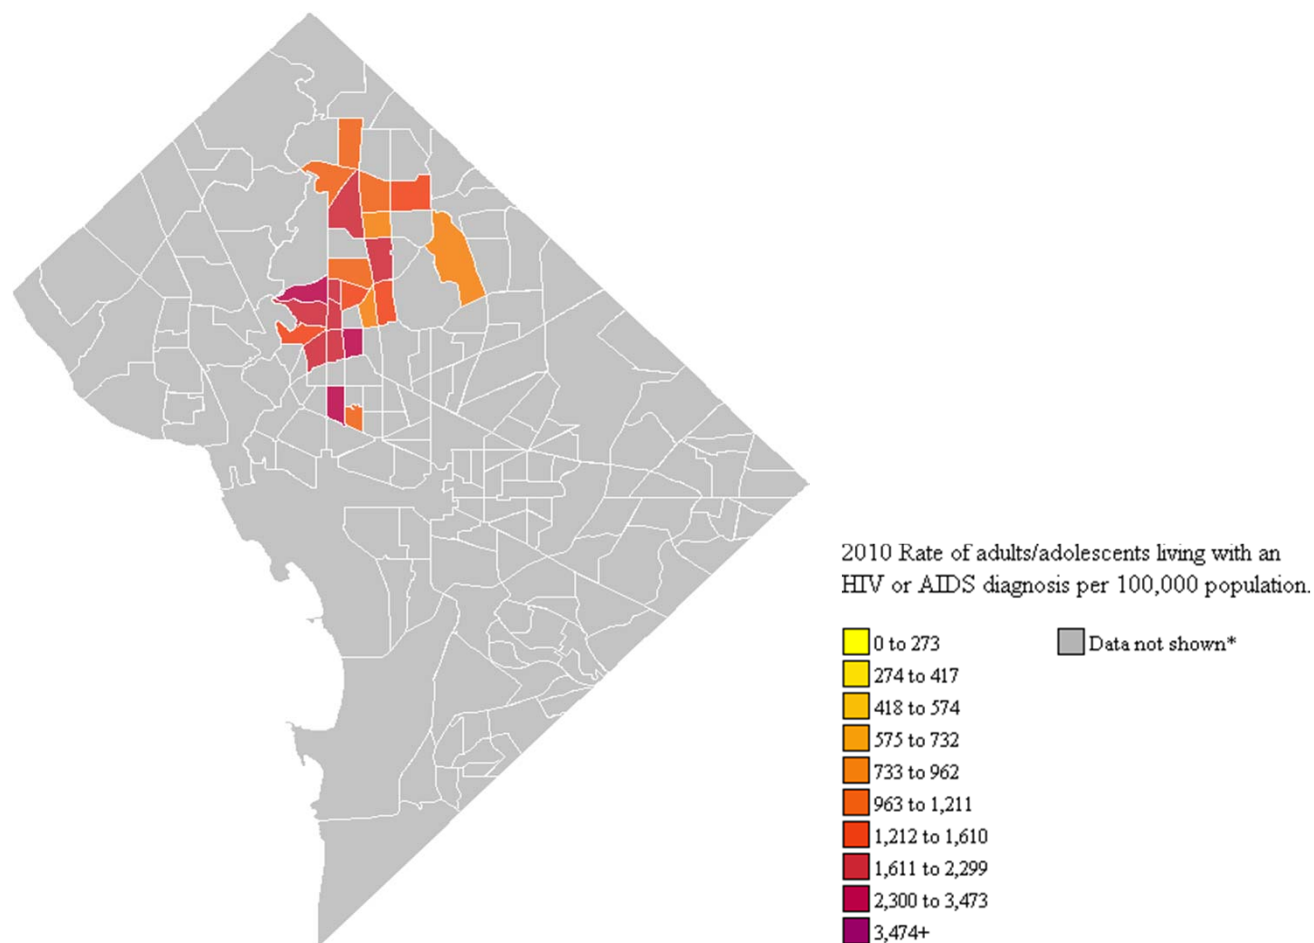 2010 Rate of adults/adolescents living with an
HIV or AIDS diagnosis per 100,000 population.
0 to 273
Data not shown*
274 to 417
418 to 574
575 to 732
733 to 962
963 to 1,211
1,212 to 1,610
1,611 to 2,299
2,300 to 3,473
3,474+